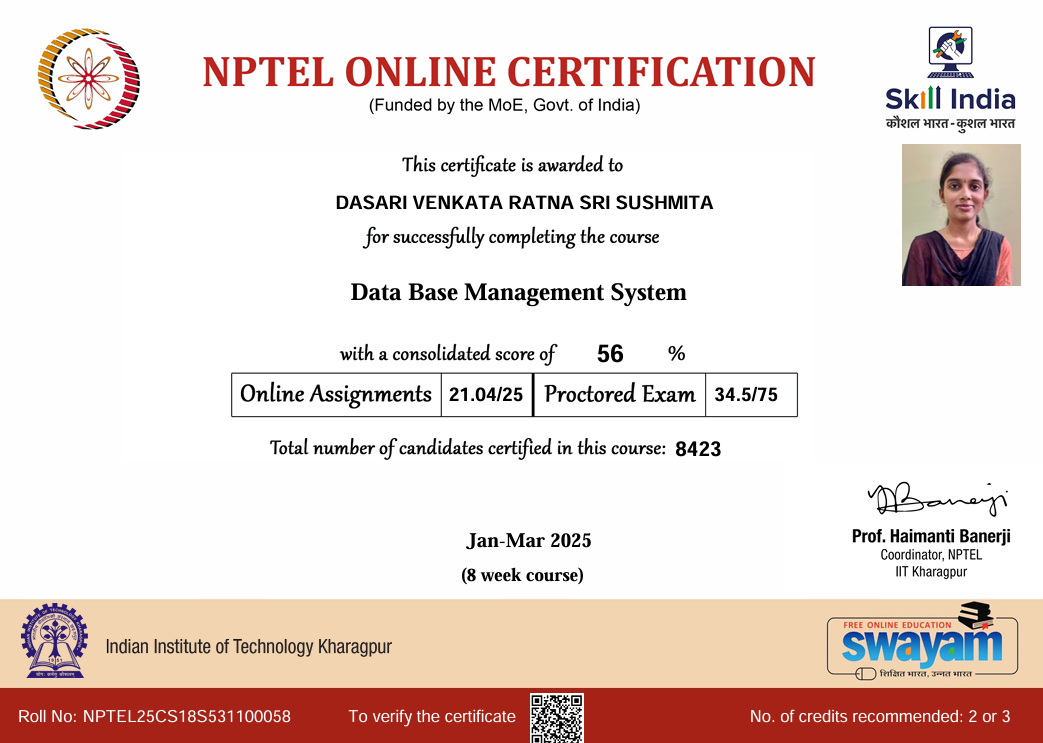 NPTEL ONLINE CERTIFICATION
(Funded by the MoE, Govt. of India)
Skill India
कौशल भारत - कुशल भारत
This certificate is awarded to
DASARI VENKATA RATNA SRI SUSHMITA
for successfully completing the course
Data Base Management System
with a consolidated score of 56 %
Online Assignments 21.04/25 Proctored Exam 34.5/75
Total number of candidates certified in this course: 8423
Jan-Mar 2025
(8 week course)
Prof. Haimanti Banerji
Coordinator, NPTEL
IIT Kharagpur
Indian Institute of Technology Kharagpur
FREE ONLINE EDUCATION
swayam
शिक्षित भारत, उन्नत भारत
Roll No: NPTEL25CS18S531100058
To verify the certificate
No. of credits recommended: 2 or 3